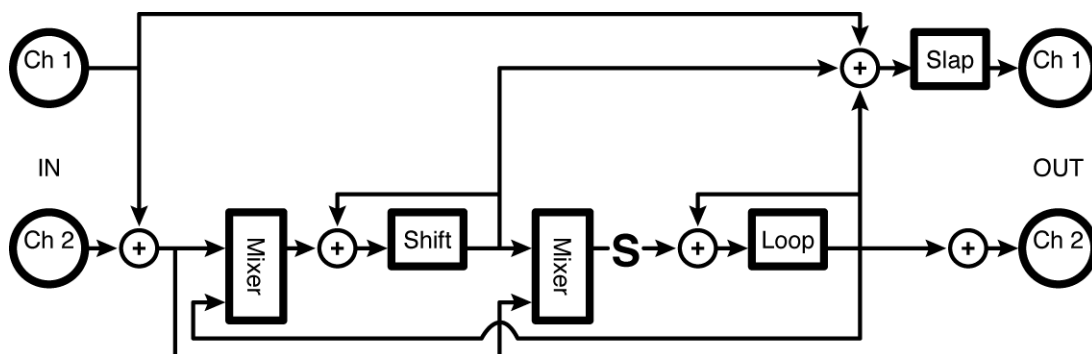 Ch 1
+
Slap
Ch 1
IN
OUT
Ch 2
+
Mixer
+
Shift
Mixer
S
+
Loop
+
Ch 2